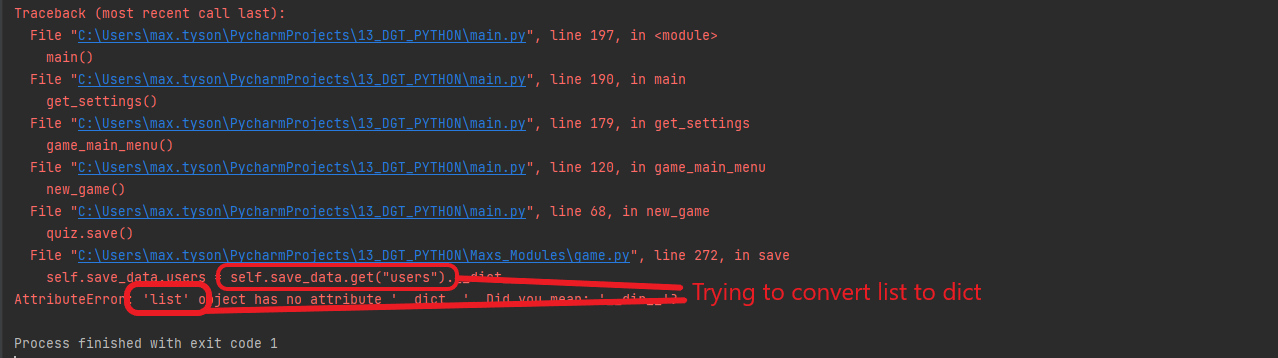 Traceback (most recent call last):
File "C:\Users\max.tyson\PycharmProjects\13_DGT_PYTHON\main.py", line 197, in <module>
main()
File "C:\Users\max.tyson\PycharmProjects\13_DGT_PYTHON\main.py", line 190, in main
get_settings()
File "C:\Users\max.tyson\PycharmProjects\13_DGT_PYTHON\main.py", line 179, in get_settings
game_main_menu()
File "C:\Users\max.tyson\PycharmProjects\13_DGT_PYTHON\main.py", line 120, in game_main_menu
new_game()
File "C:\Users\max.tyson\PycharmProjects\13_DGT_PYTHON\main.py", line 68, in new_game
quiz.save()
File "C:\Users\max.tyson\PycharmProjects\13_DGT_PYTHON\Maxs_Modules\game.py", line 272, in save
self.save_data.users = self.save_data.get("users").__dict__
AttributeError: 'list' object has no attribute '__dict__'. Did you mean: '__dir__'?
Trying to convert list to dict
Process finished with exit code 1